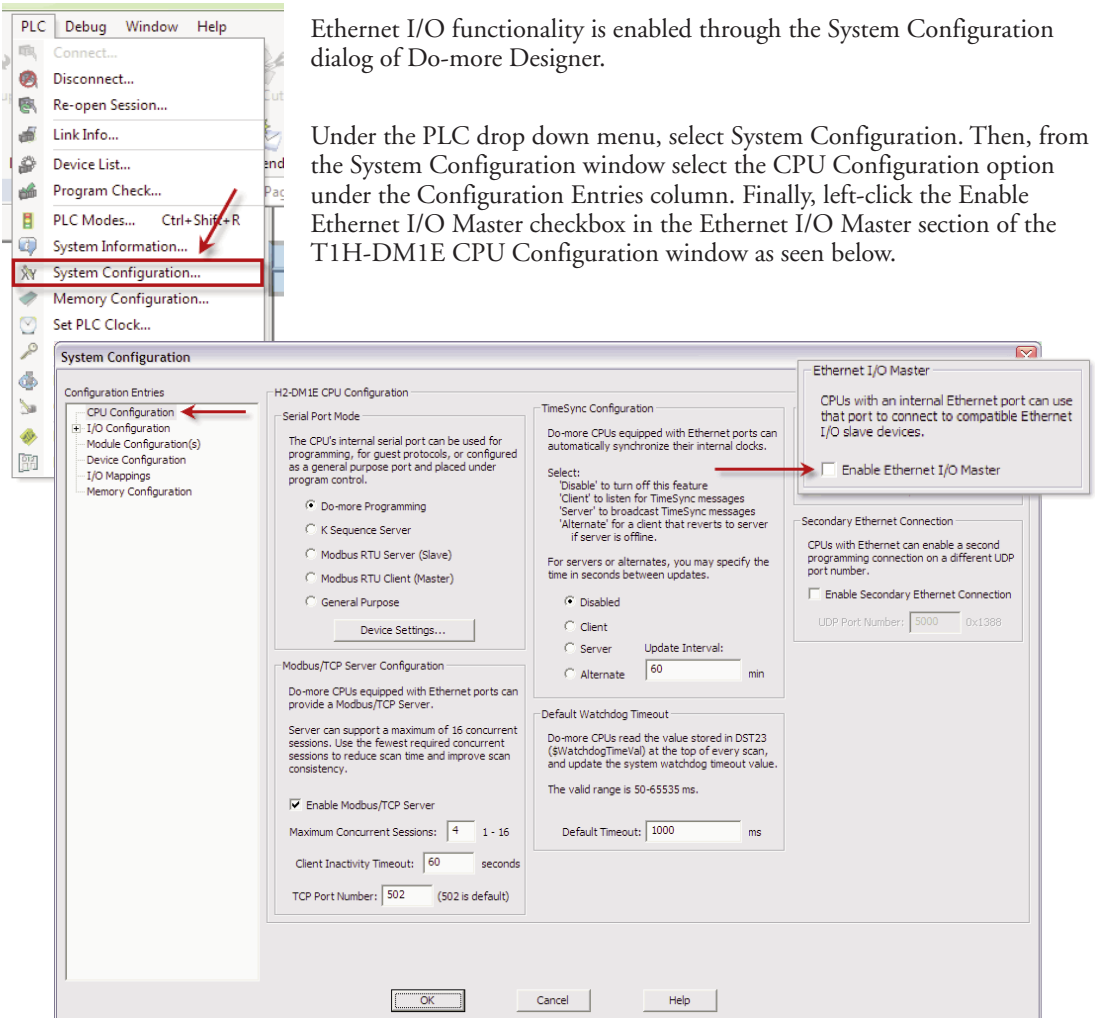 PLC Debug Window Help
Connect...
Disconnect...
Re-open Session...
Link Info...
Device List...
Program Check...
PLC Modes... Ctrl+Shift+R
System Information...
System Configuration...
Memory Configuration...
Set PLC Clock...
Ethernet I/O functionality is enabled through the System Configuration
dialog of Do-more Designer.
Under the PLC drop down menu, select System Configuration. Then, from
the System Configuration window select the CPU Configuration option
under the Configuration Entries column. Finally, left-click the Enable
Ethernet I/O Master checkbox in the Ethernet I/O Master section of the
T1H-DM1E CPU Configuration window as seen below.
System Configuration
Configuration Entries
CPU Configuration
I/O Configuration
Module Configuration(s)
Device Configuration
I/O Mappings
Memory Configuration
H2-DM1E CPU Configuration
Serial Port Mode
The CPU's internal serial port can be used for
programming, for guest protocols, or configured
as a general purpose port and placed under
program control.
Do-more Programming
K Sequence Server
Modbus RTU Server (Slave)
Modbus RTU Client (Master)
General Purpose
Device Settings...
Modbus/TCP Server Configuration
Do-more CPUs equipped with Ethernet ports can
provide a Modbus/TCP Server.
Server can support a maximum of 16 concurrent
sessions. Use the fewest required concurrent
sessions to reduce scan time and improve scan
consistency.
Enable Modbus/TCP Server
Maximum Concurrent Sessions: 4 1 - 16
Client Inactivity Timeout: 60 seconds
TCP Port Number: 502 (502 is default)
TimeSync Configuration
Do-more CPUs equipped with Ethernet ports can
automatically synchronize their internal clocks.
Select:
'Disable' to turn off this feature
'Client' to listen for TimeSync messages
'Server' to broadcast TimeSync messages
'Alternate' for a client that reverts to server
if server is offline.
For servers or alternates, you may specify the
time in seconds between updates.
Disabled
Client
Server Update Interval:
Alternate 60 min
Default Watchdog Timeout
Do-more CPUs read the value stored in DST23
($WatchdogTimeVal) at the top of every scan,
and update the system watchdog timeout value.
The valid range is 50-65535 ms.
Default Timeout: 1000 ms
Ethernet I/O Master
CPUs with an internal Ethernet port can use
that port to connect to compatible Ethernet
I/O slave devices.
Enable Ethernet I/O Master
Secondary Ethernet Connection
CPUs with Ethernet can enable a second
programming connection on a different UDP
port number.
Enable Secondary Ethernet Connection
UDP Port Number: 5000 0x1388
OK Cancel Help